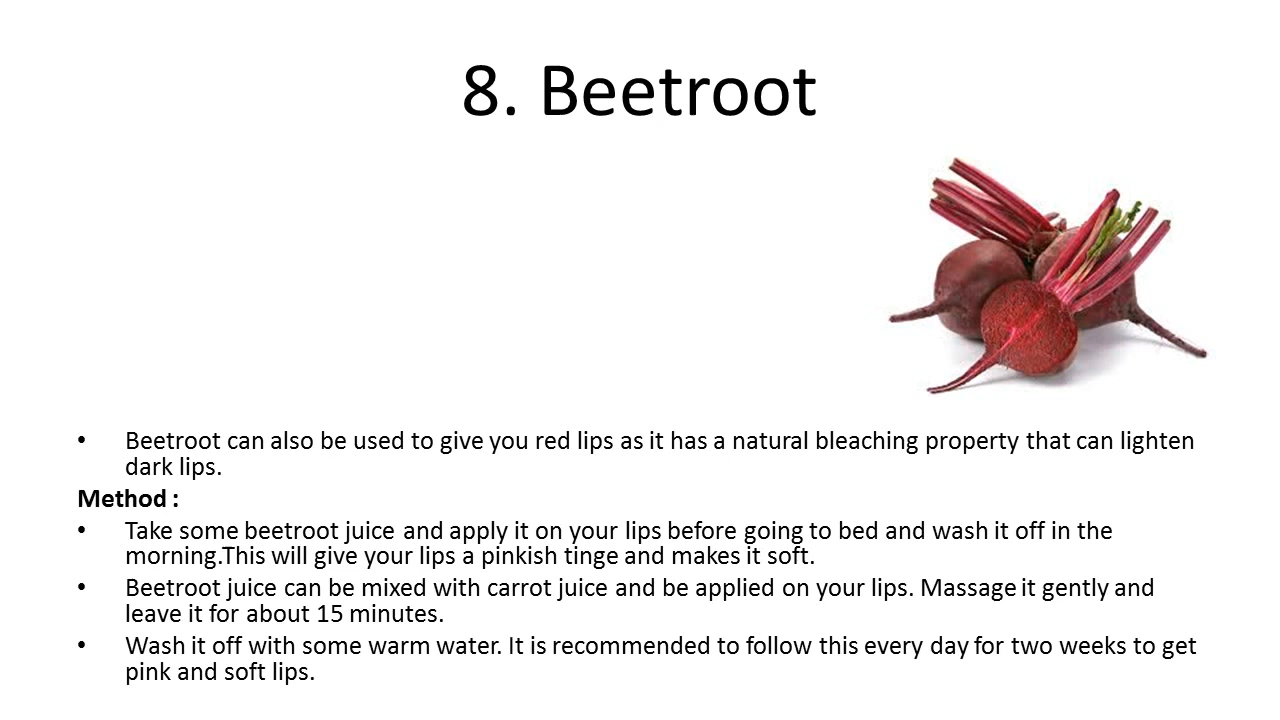 8. Beetroot
• Beetroot can also be used to give you red lips as it has a natural bleaching property that can lighten
dark lips.
Method :
• Take some beetroot juice and apply it on your lips before going to bed and wash it off in the
morning.This will give your lips a pinkish tinge and makes it soft.
• Beetroot juice can be mixed with carrot juice and be applied on your lips. Massage it gently and
leave it for about 15 minutes.
• Wash it off with some warm water. It is recommended to follow this every day for two weeks to get
pink and soft lips.